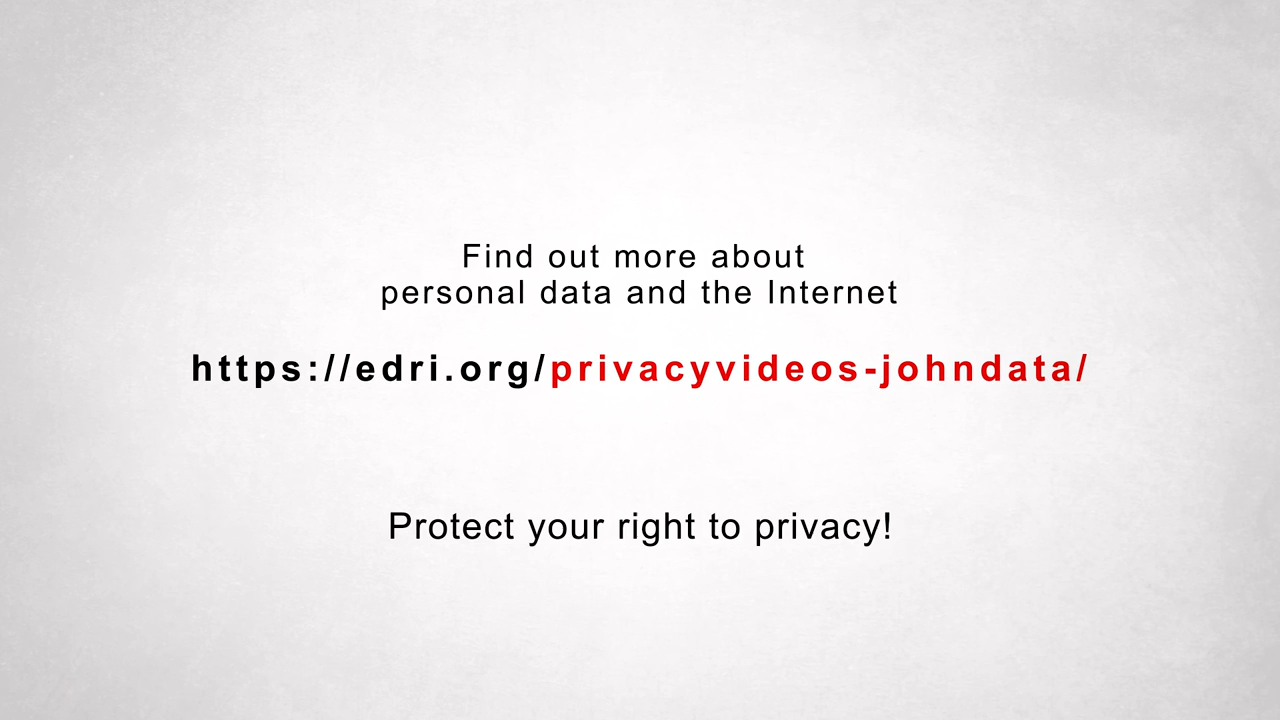 Find out more about
personal data and the Internet
https://edri.org/privacyvideos-johndata/
Protect your right to privacy!